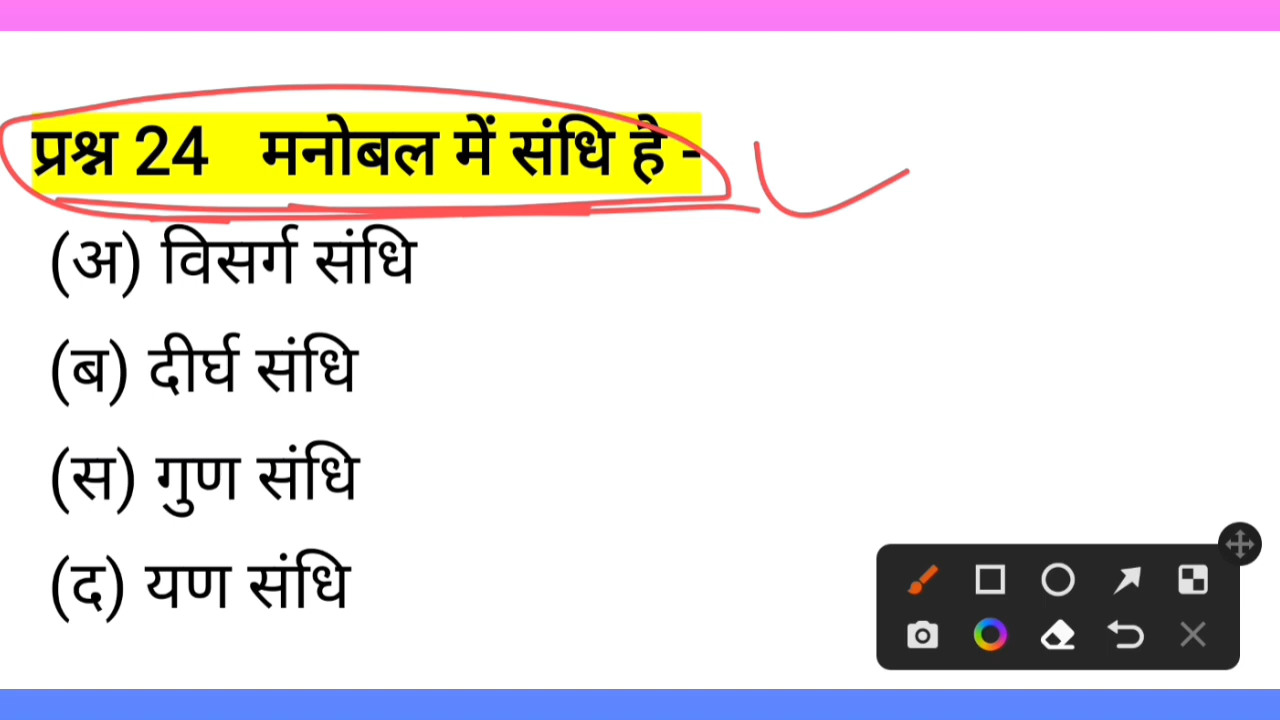 प्रश्न 24 मनोबल में संधि है -
(अ) विसर्ग संधि
(ब) दीर्घ संधि
(स) गुण संधि
(द) यण संधि